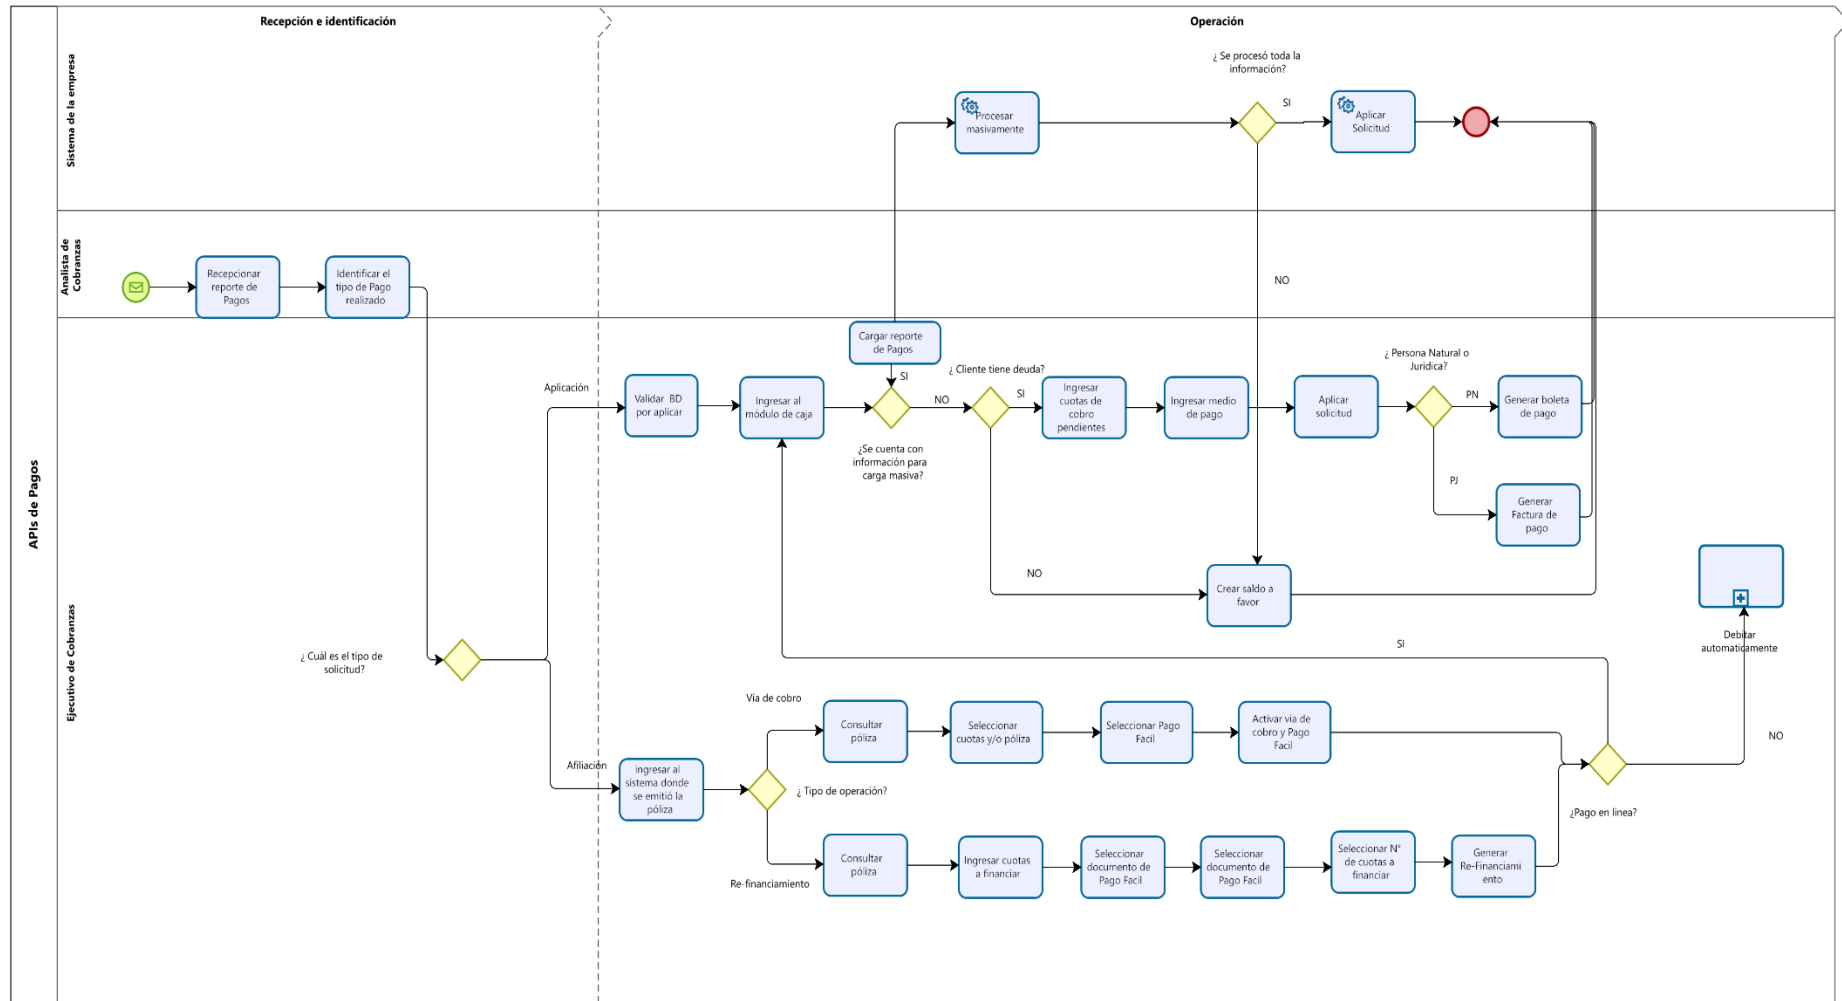 Recepción e identificación
Operación
APIs de Pagos
Sistema de la empresa
¿ Se procesó toda la
información?
Procesar
masivamente
SI
Aplicar
Solicitud
NO
Analista de
Cobranzas
Recepcionar
reporte de
Pagos
Identificar el
tipo de Pago
realizado
Ejecutivo de Cobranzas
¿ Cuál es el tipo de
solicitud?
Aplicación
Validar BD
por aplicar
Ingresar al
módulo de caja
Cargar reporte
de Pagos
SI
¿Se cuenta con
información para
carga masiva?
NO
¿ Cliente tiene deuda?
SI
Ingresar
cuotas de
cobro
pendientes
Ingresar medio
de pago
Aplicar
solicitud
¿ Persona Natural o
Juridica?
PN
Generar boleta
de pago
PJ
Generar
Factura de
pago
NO
Crear saldo a
favor
SI
Debitar
automaticamente
NO
Afiliación
ingresar al
sistema donde
se emitió la
póliza
¿ Tipo de operación?
Vía de cobro
Consultar
póliza
Seleccionar
cuotas y/o póliza
Seleccionar Pago
Facil
Activar vía de
cobro y Pago
Facil
¿Pago en linea?
Re-financiamiento
Consultar
póliza
Ingresar cuotas
a financiar
Seleccionar
documento de
Pago Facil
Seleccionar
documento de
Pago Facil
Seleccionar N°
de cuotas a
financiar
Generar
Re-Financiami
ento